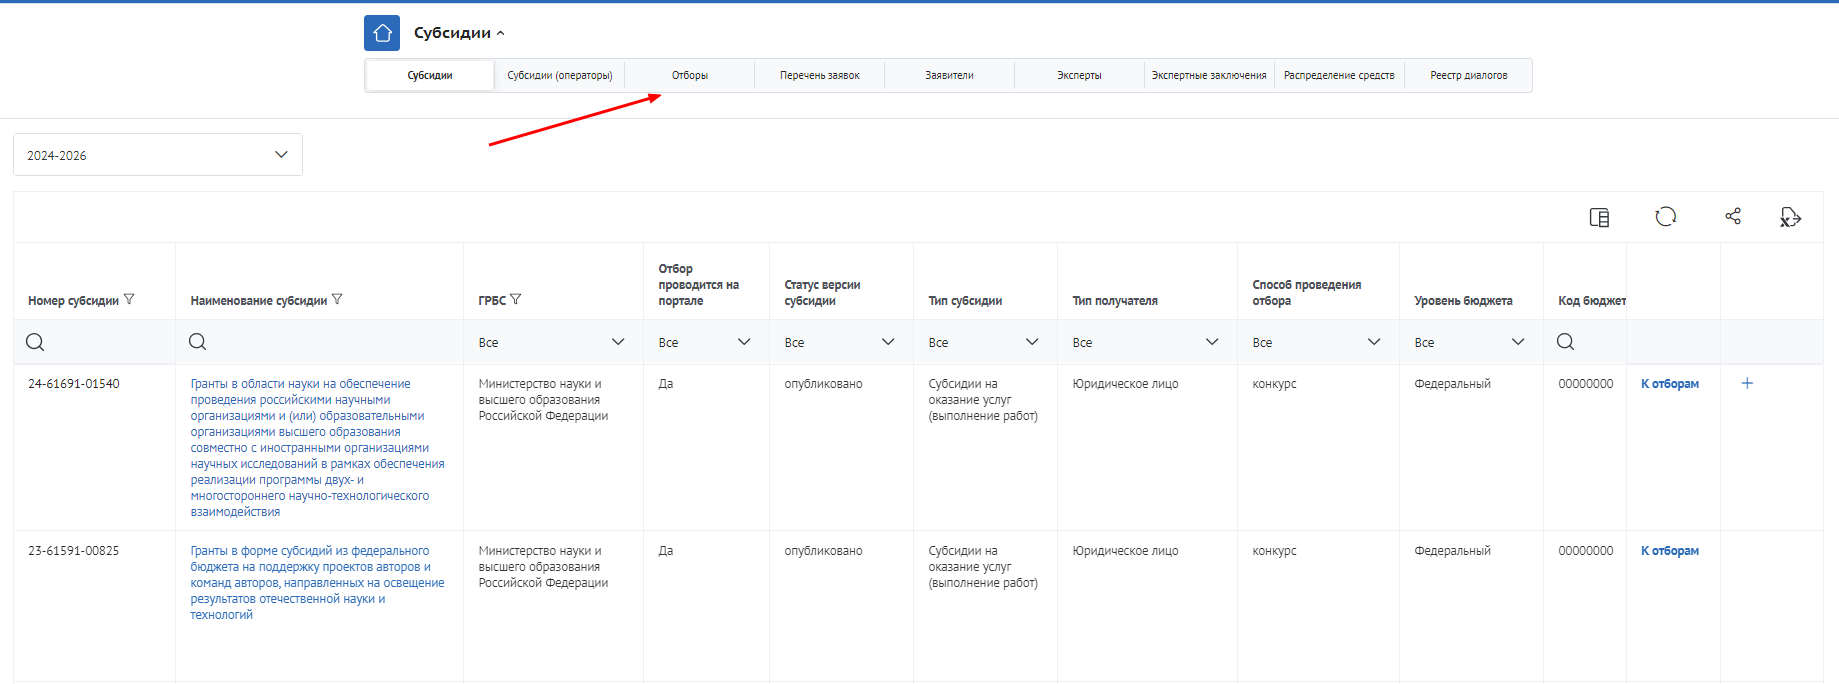 Субсидии
Субсидии
Субсидии (операторы)
Отборы
Перечень заявок
Заявители
Эксперты
Экспертные заключения
Распределение средств
Реестр диалогов
2024-2026
Номер субсидии
Наименование субсидии
ГРБС
Отбор
проводится на
портале
Статус версии
субсидии
Тип субсидии
Тип получателя
Способ проведения
отбора
Уровень бюджета
Код бюджет
Все
Все
Все
Все
Все
Все
Все
24-61691-01540
Гранты в области науки на обеспечение
проведения российскими научными
организациями и (или) образовательными
организациями высшего образования
совместно с иностранными организациями
научных исследований в рамках обеспечения
реализации программы двух- и
многостороннего научно-технологического
взаимодействия
Министерство науки и
высшего образования
Российской Федерации
Да
опубликовано
Субсидии на
оказание услуг
(выполнение работ)
Юридическое лицо
конкурс
Федеральный
00000000
К отборам
23-61591-00825
Гранты в форме субсидий из федерального
бюджета на поддержку проектов авторов и
команд авторов, направленных на освещение
результатов отечественной науки и
технологий
Министерство науки и
высшего образования
Российской Федерации
Да
опубликовано
Субсидии на
оказание услуг
(выполнение работ)
Юридическое лицо
конкурс
Федеральный
00000000
К отборам